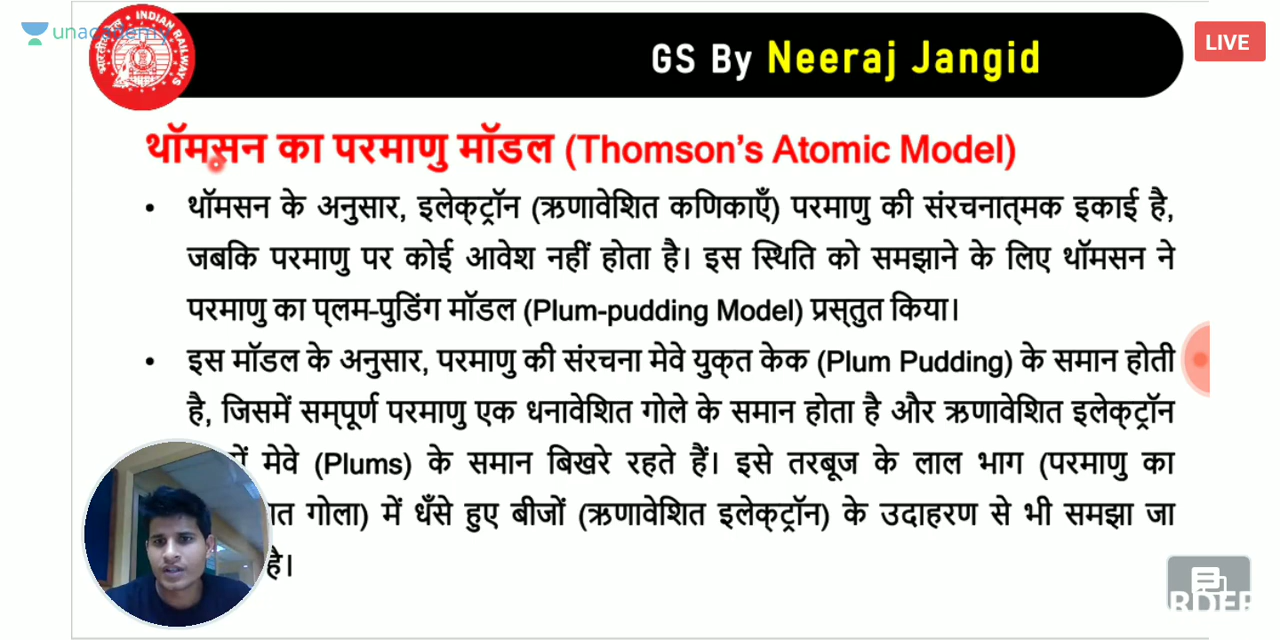 unacademy
INDIAN RAILWAYS
भारतीय रेल
GS By Neeraj Jangid
LIVE
थॉमसन का परमाणु मॉडल (Thomson's Atomic Model)
• थॉमसन के अनुसार, इलेक्ट्रॉन (ऋणावेशित कणिकाएँ) परमाणु की संरचनात्मक इकाई है,
जबकि परमाणु पर कोई आवेश नहीं होता है। इस स्थिति को समझाने के लिए थॉमसन ने
परमाणु का प्लम-पुडिंग मॉडल (Plum-pudding Model) प्रस्तुत किया।
• इस मॉडल के अनुसार, परमाणु की संरचना मेवे युक्त केक (Plum Pudding) के समान होती
है, जिसमें सम्पूर्ण परमाणु एक धनावेशित गोले के समान होता है और ऋणावेशित इलेक्ट्रॉन
मेवे (Plums) के समान बिखरे रहते हैं। इसे तरबूज के लाल भाग (परमाणु का
गोला) में धँसे हुए बीजों (ऋणावेशित इलेक्ट्रॉन) के उदाहरण से भी समझा जा
है।